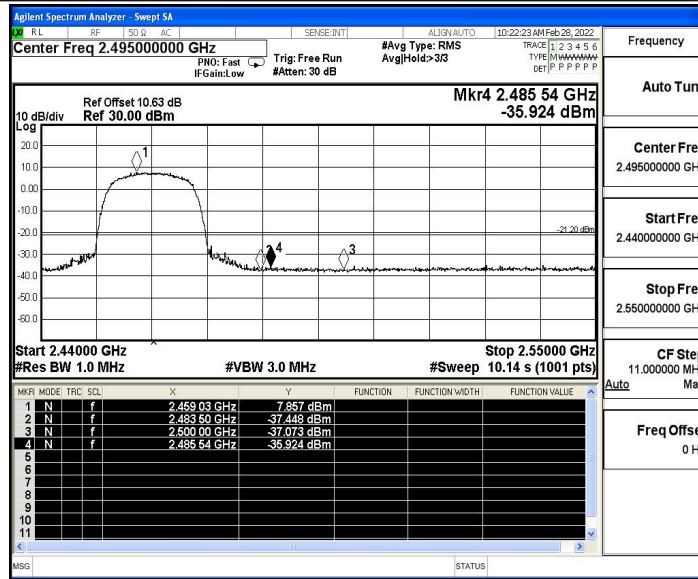 Agilent Spectrum Analyzer - Swept SA
RL RF 50 Ω AC SENSE:INT ALIGN AUTO 10:22:23 AM Feb 28, 2022
Center Freq 2.495000000 GHz
PNO: Fast
IFGain:Low
Trig: Free Run
#Atten: 30 dB
#Avg Type: RMS
Avg|Hold:>3/3
TRACE 1 2 3 4 5 6
TYPE M
DET P P P P P P
Mkr4 2.485 54 GHz
-35.924 dBm
Ref Offset 10.63 dB
10 dB/div Ref 30.00 dBm
Log
20.0
10.0
0.00
-10.0
-20.0
-30.0
-40.0
-50.0
-60.0
1
4
3
-21.20 dBm
Start 2.44000 GHz Stop 2.55000 GHz
#Res BW 1.0 MHz #VBW 3.0 MHz #Sweep 10.14 s (1001 pts)
MKR MODE TRC SCL X Y FUNCTION FUNCTION WIDTH FUNCTION VALUE
1 N f 2.459 03 GHz 7.857 dBm
2 N f 2.483 50 GHz -37.448 dBm
3 N f 2.500 00 GHz -37.073 dBm
4 N f 2.485 54 GHz -35.924 dBm
5
6
7
8
9
10
11
MSG STATUS
Frequency
Auto Tun
Center Fre
2.495000000 GH
Start Fre
2.440000000 GH
Stop Fre
2.550000000 GH
CF Ste
11.000000 MH
Auto Ma
Freq Offse
0 H